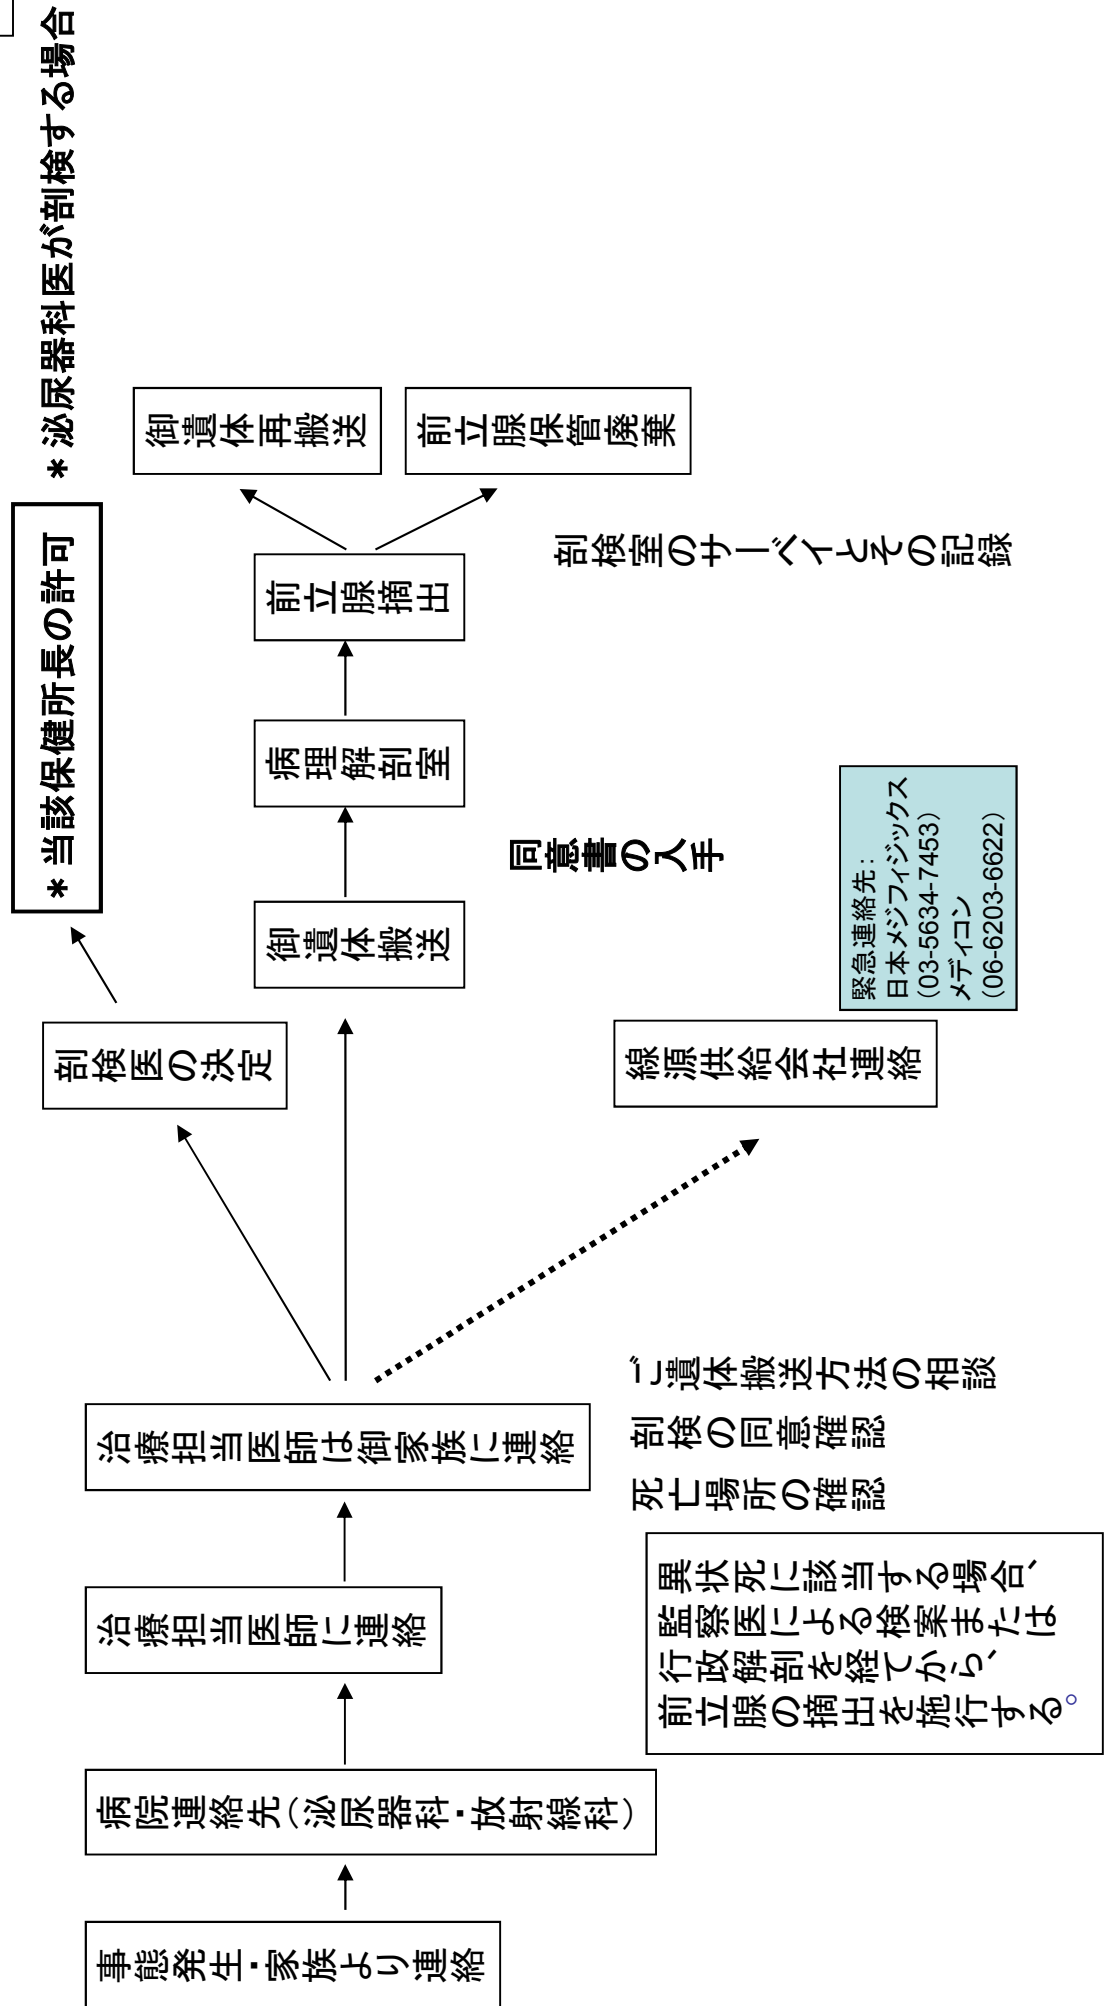 事態発生・家族より連絡
病院連絡先(泌尿器科・放射線科)
治療担当医師に連絡
治療担当医師は御家族に連絡
死亡場所の確認
剖検の同意確認
ご遺体搬送方法の相談
異状死に該当する場合、
監察医による検案または
行政解剖を経てから、
前立腺の摘出を施行する。
剖検医の決定
*当該保健所長の許可
*泌尿器科医が剖検する場合
御遺体搬送
病理解剖室
前立腺摘出
御遺体再搬送
前立腺保管廃棄
同意書の入手
剖検室のサーベイとその記録
線源供給会社連絡
緊急連絡先:
日本メジフィジックス
(03-5634-7453)
メディコン
(06-6203-6622)